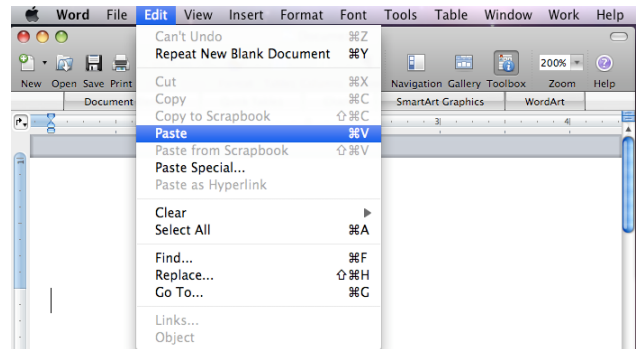 Word File Edit View Insert Format Font Tools Table Window Work Help
Can't Undo ⌘Z
Repeat New Blank Document ⌘Y
200%
New Open Save Print Navigation Gallery Toolbox Zoom Help
Cut ⌘X
Copy ⌘C
Document SmartArt Graphics WordArt
Copy to Scrapbook ⇧⌘C
3 4
Paste ⌘V
Paste from Scrapbook ⇧⌘V
Paste Special...
Paste as Hyperlink
Clear
Select All ⌘A
Find... ⌘F
Replace... ⇧⌘H
Go To... ⌘G
Links...
Object